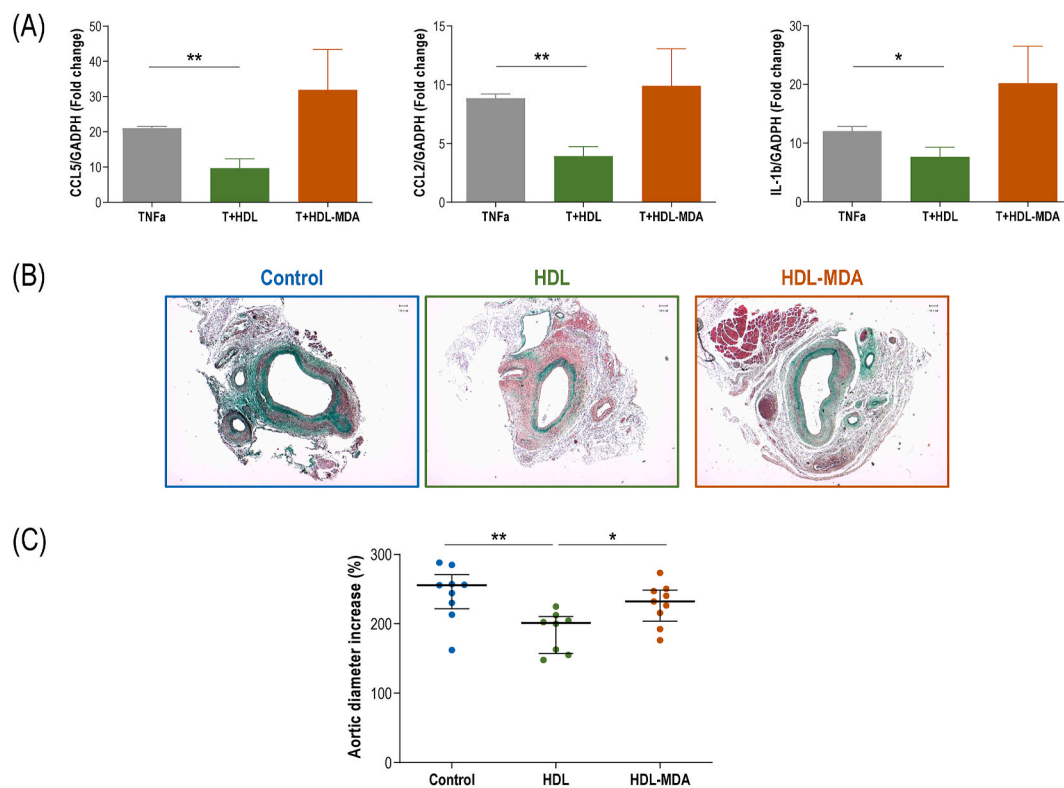 (A)
CCL5/GADPH (Fold change)
50
40
30
20
10
0
**
TNFa
T+HDL
T+HDL-MDA
CCL2/GADPH (Fold change)
15
10
5
0
**
TNFa
T+HDL
T+HDL-MDA
IL-1b/GADPH (Fold change)
30
20
10
0
*
TNFa
T+HDL
T+HDL-MDA
(B)
Control
HDL
HDL-MDA
(C)
Aortic diameter increase (%)
300
200
100
0
**
*
Control
HDL
HDL-MDA